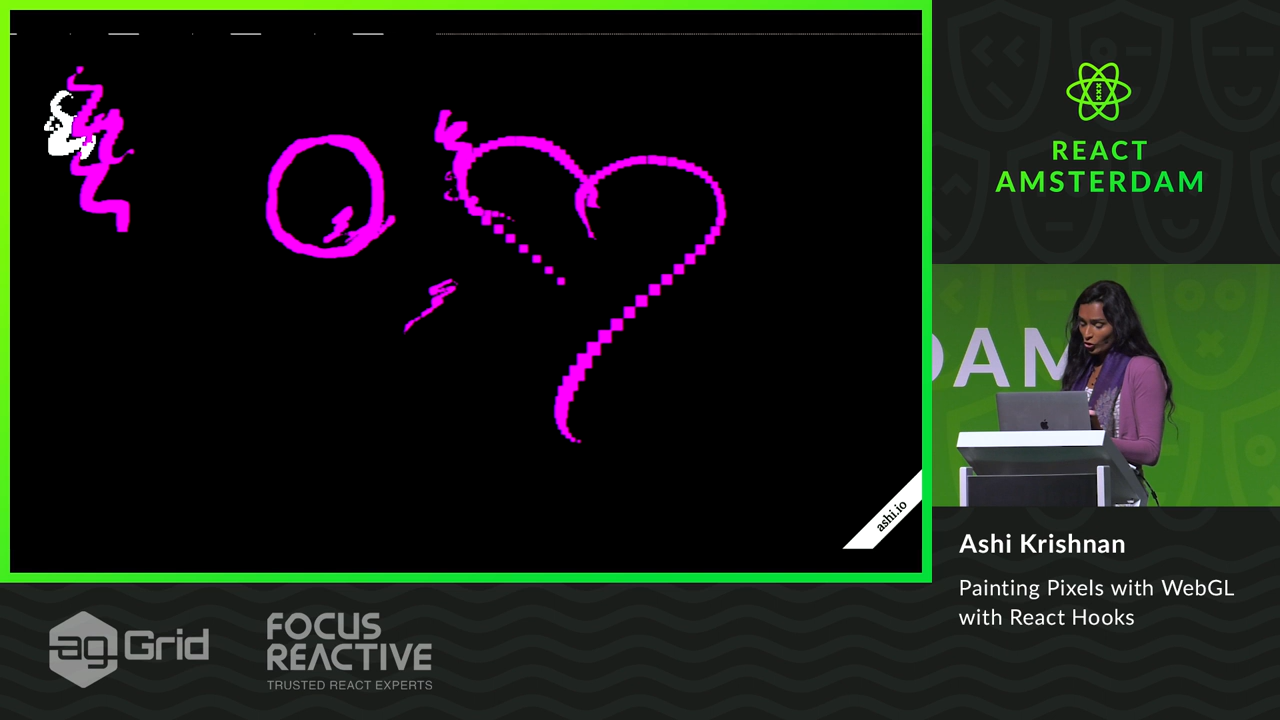 REACT
AMSTERDAM
DAM
ashi.io
Ashi Krishnan
Painting Pixels with WebGL
with React Hooks
ag Grid
FOCUS
REACTIVE
TRUSTED REACT EXPERTS